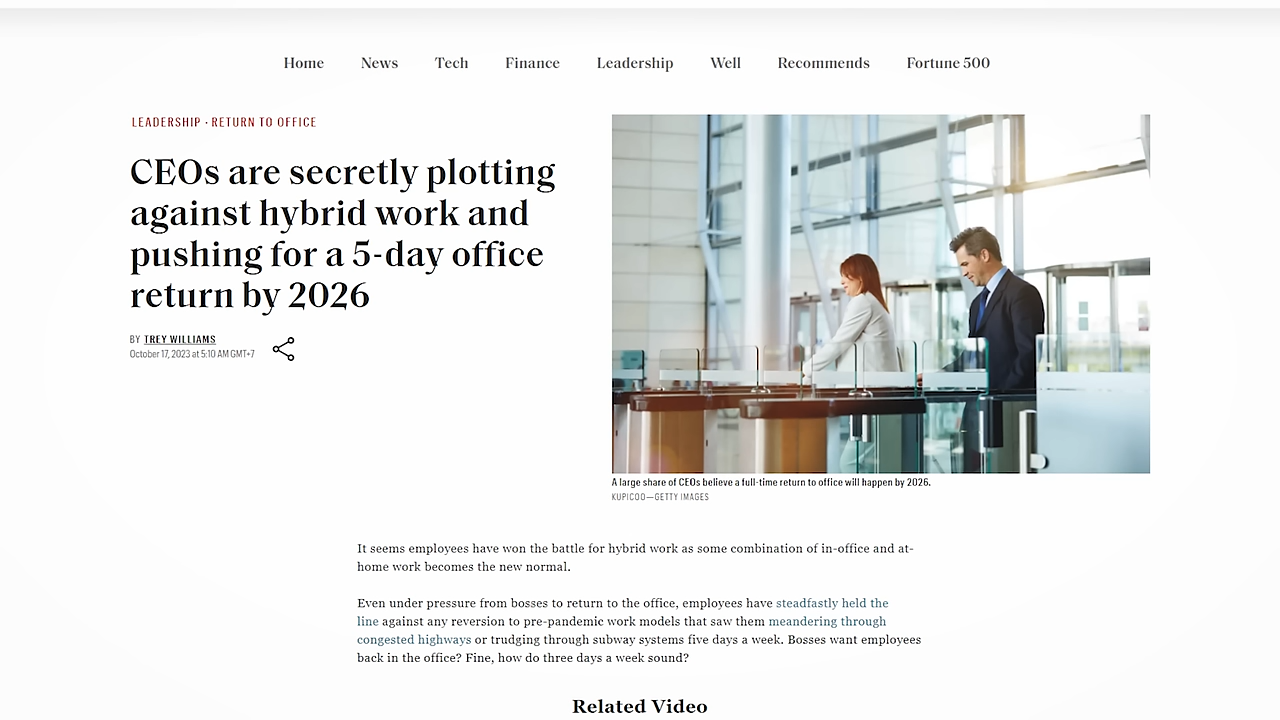 Home News Tech Finance Leadership Well Recommends Fortune 500
LEADERSHIP · RETURN TO OFFICE
CEOs are secretly plotting
against hybrid work and
pushing for a 5-day office
return by 2026
BY TREY WILLIAMS
October 17, 2023 at 5:10 AM GMT+7
A large share of CEOs believe a full-time return to office will happen by 2026.
KUPICOO—GETTY IMAGES
It seems employees have won the battle for hybrid work as some combination of in-office and at-
home work becomes the new normal.
Even under pressure from bosses to return to the office, employees have steadfastly held the
line against any reversion to pre-pandemic work models that saw them meandering through
congested highways or trudging through subway systems five days a week. Bosses want employees
back in the office? Fine, how do three days a week sound?
Related Video